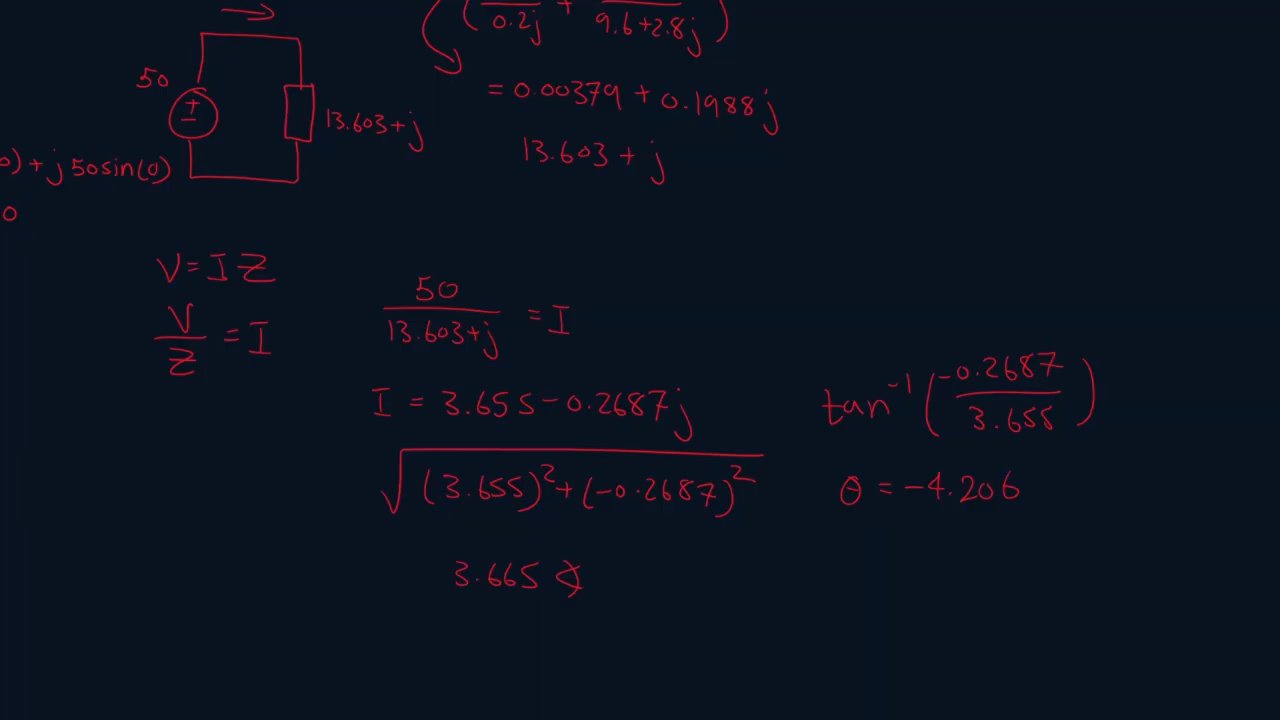 0.2j + 9.6+2.8j
50
= 0.00379 + 0.1988j
13.603+j
13.603 + j
0) + j 50sin(0)
0
V = I Z
V/Z = I
50/(13.603+j) = I
I = 3.655 - 0.2687j
√((3.655)² + (-0.2687)²)
3.665 ∡
tan⁻¹(-0.2687/3.655)
θ = -4.206